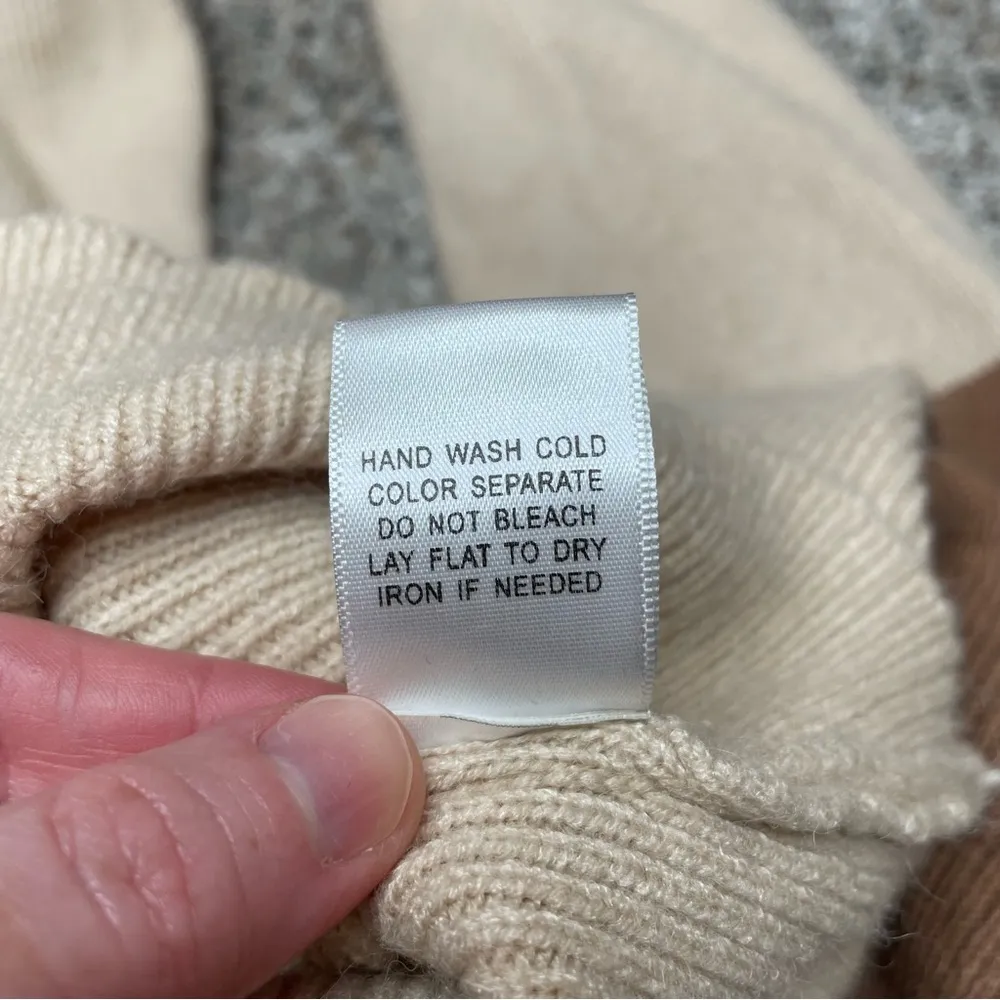 HAND WASH COLD
COLOR SEPARATE
DO NOT BLEACH
LAY FLAT TO DRY
IRON IF NEEDED